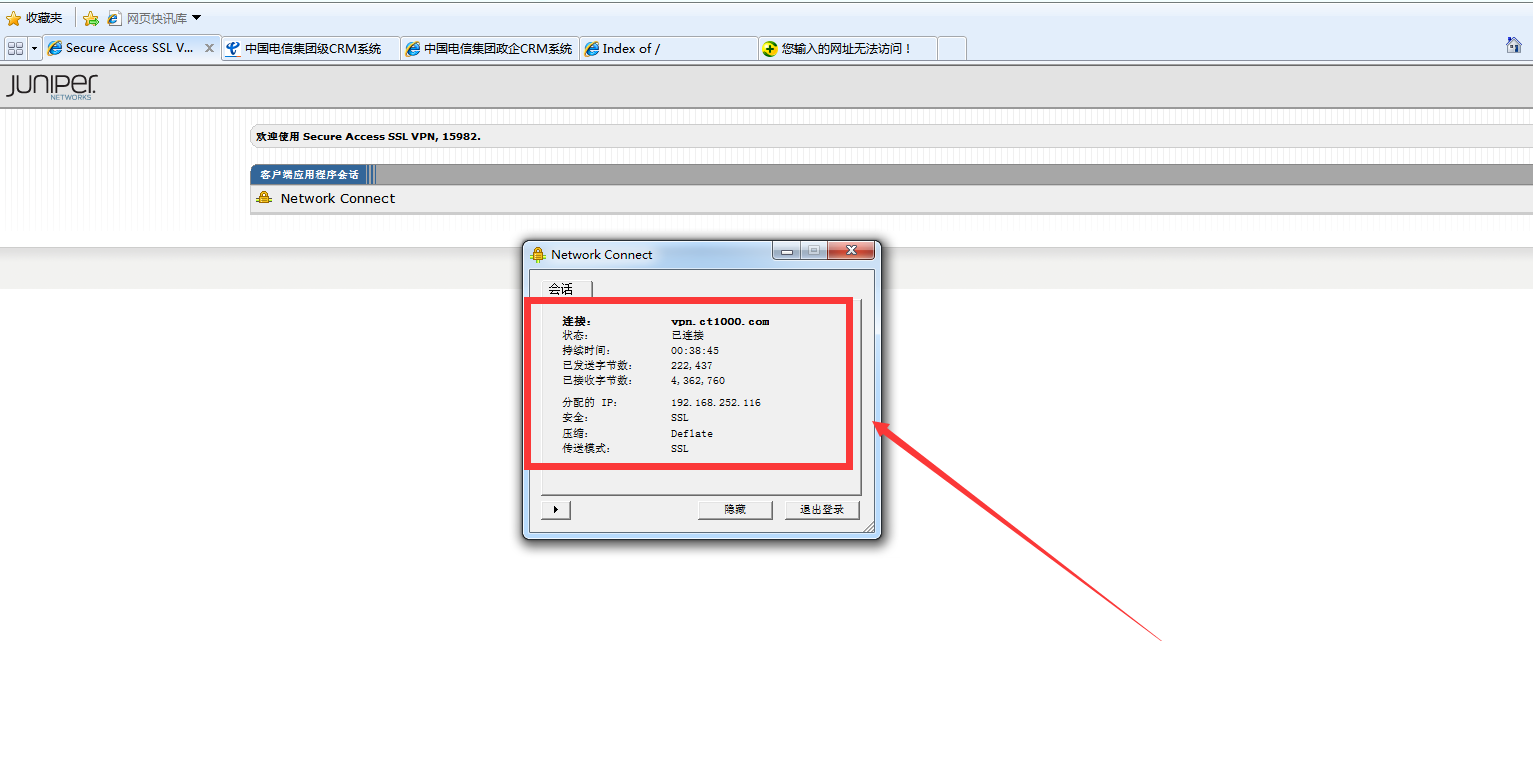 收藏夹 网页快讯库
Secure Access SSL V... X 中国电信集团级CRM系统 中国电信集团政企CRM系统 Index of / 您输入的网址无法访问！
Juniper
NETWORKS
欢迎使用 Secure Access SSL VPN, 15982.
客户端应用程序会话
Network Connect
Network Connect
会话
连接: vpn.ct1000.com
状态: 已连接
持续时间: 00:38:45
已发送字节数: 222,437
已接收字节数: 4,362,760
分配的 IP: 192.168.252.116
安全: SSL
压缩: Deflate
传送模式: SSL
隐藏 退出登录